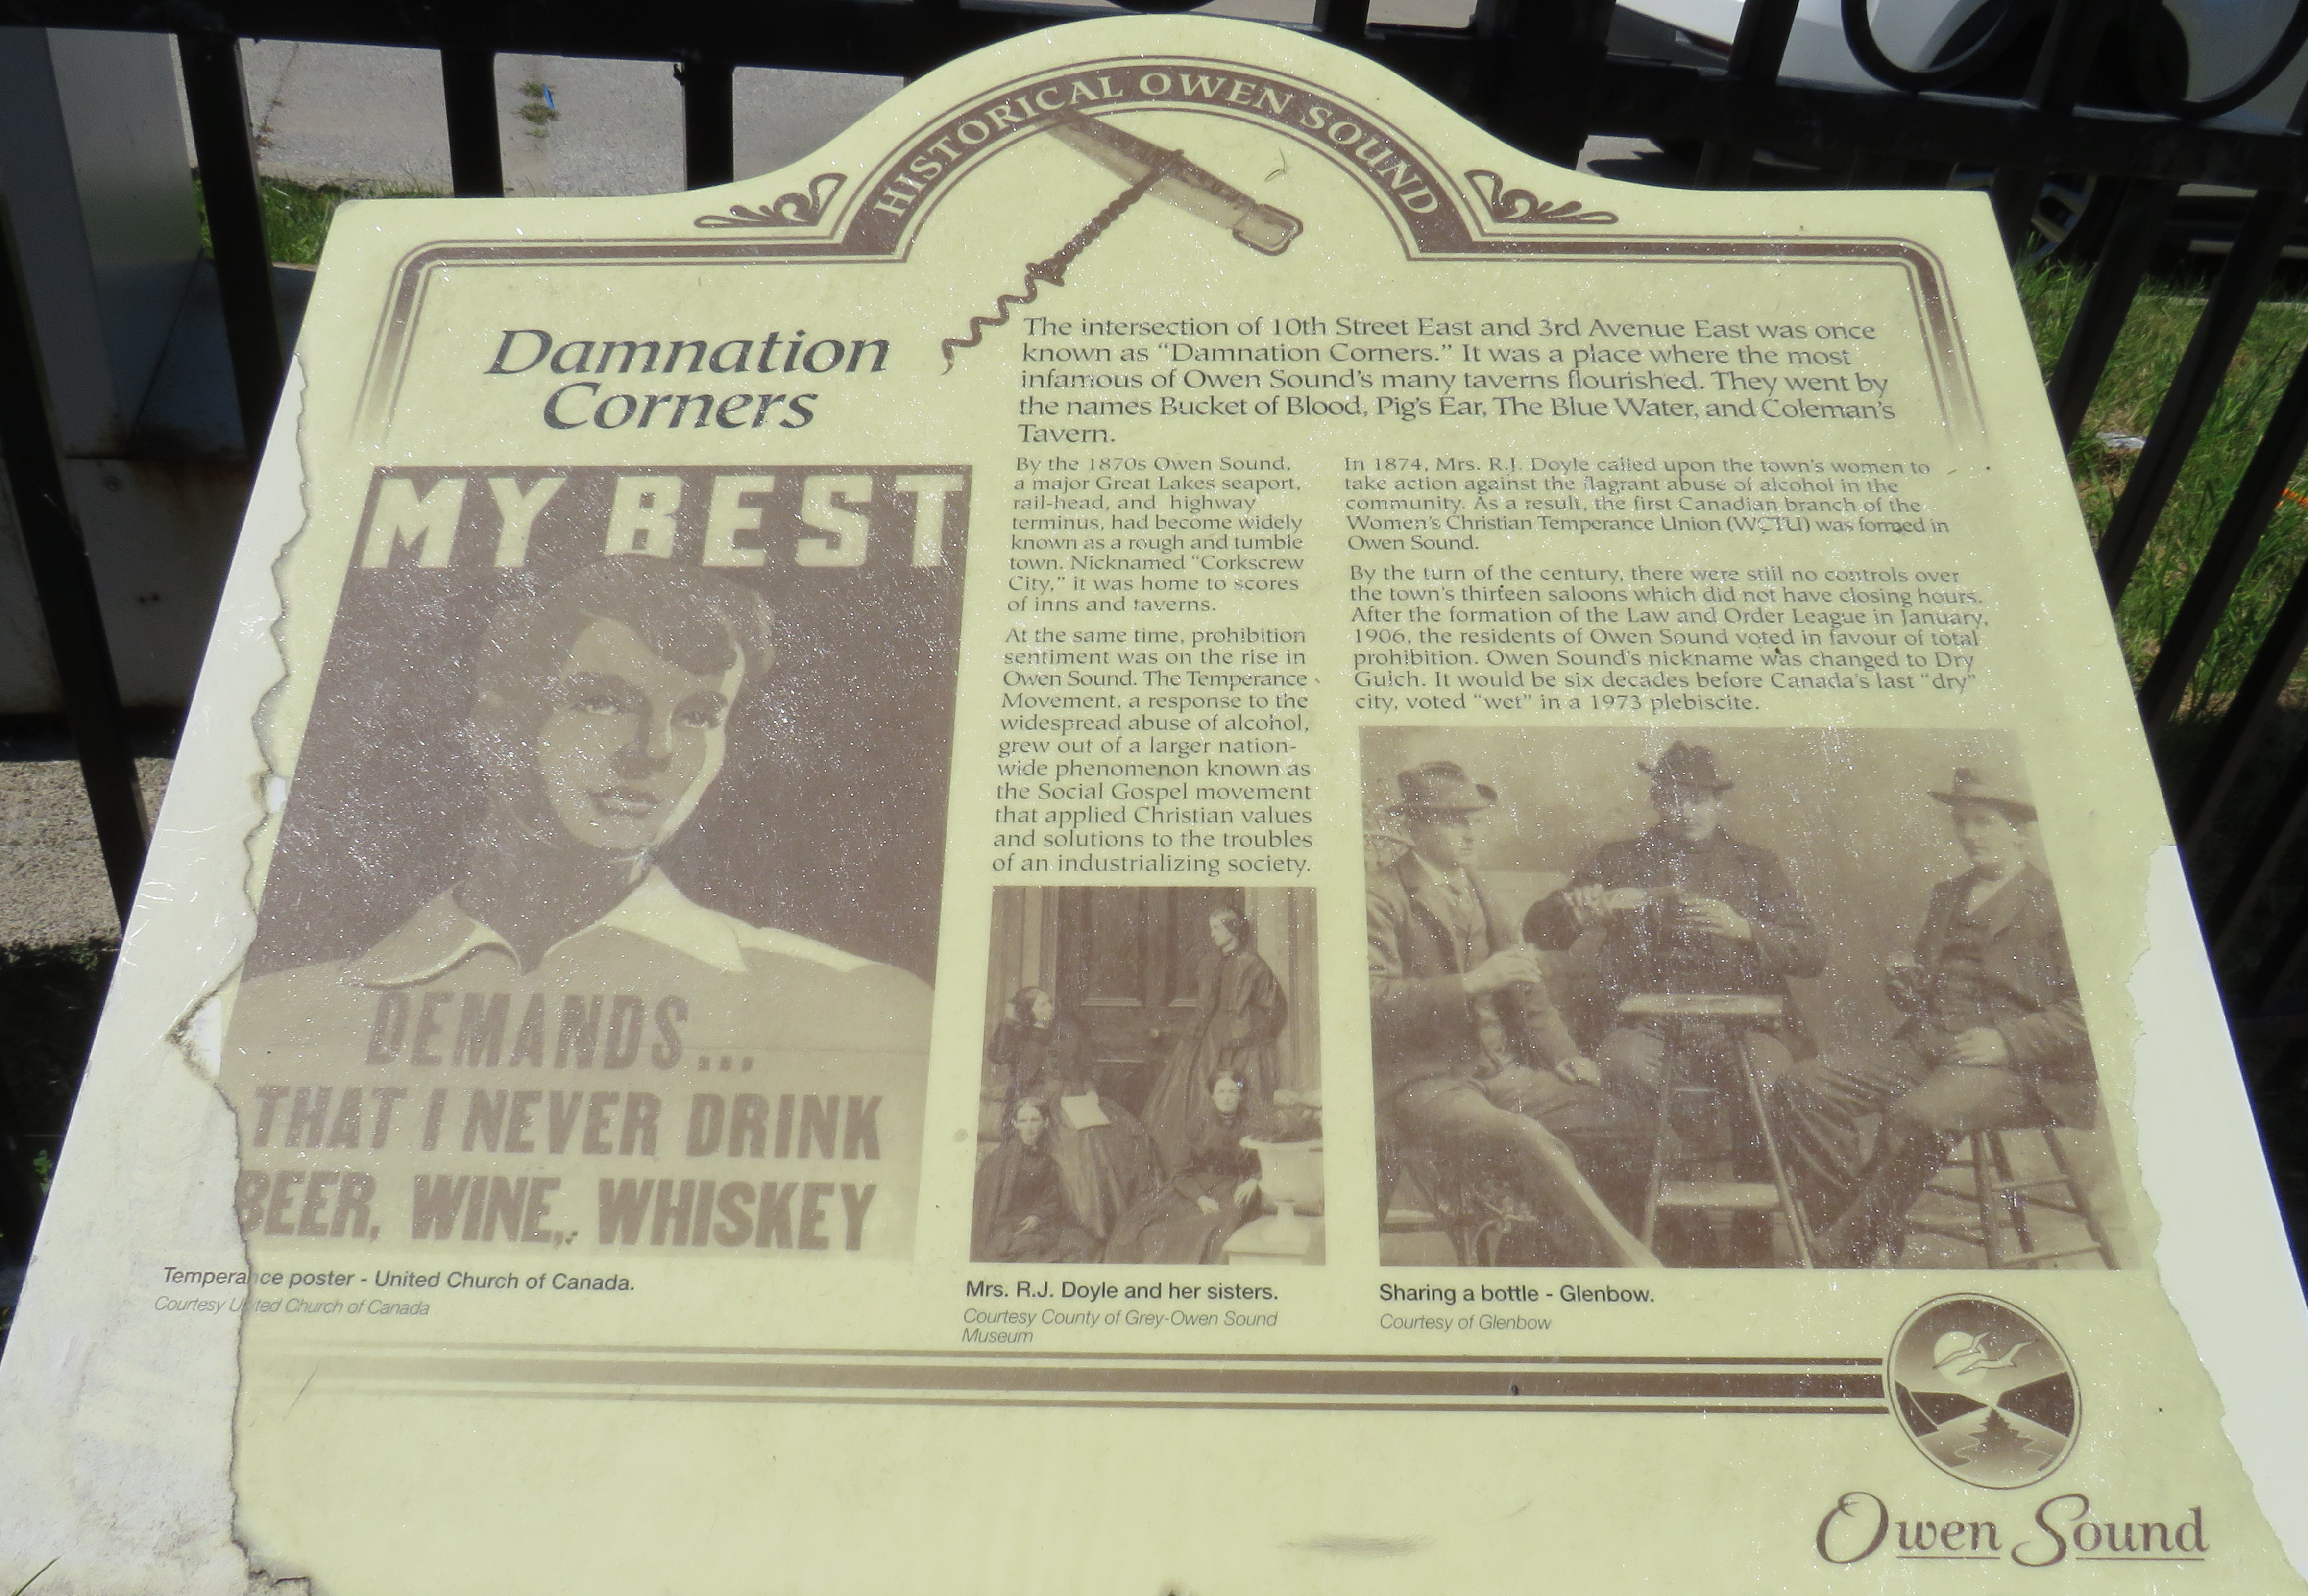 HISTORICAL OWEN SOUND
Damnation
Corners
The intersection of 10th Street East and 3rd Avenue East was once
known as “Damnation Corners.” It was a place where the most
infamous of Owen Sound's many taverns flourished. They went by
the names Bucket of Blood, Pig's Ear, The Blue Water, and Coleman's
Tavern.
By the 1870s Owen Sound,
a major Great Lakes seaport,
rail-head, and highway
terminus, had become widely
known as a rough and tumble
town. Nicknamed “Corkscrew
City,” it was home to scores
of inns and taverns.
At the same time, prohibition
sentiment was on the rise in
Owen Sound. The Temperance
Movement, a response to the
widespread abuse of alcohol,
grew out of a larger nation-
wide phenomenon known as
the Social Gospel movement
that applied Christian values
and solutions to the troubles
of an industrializing society.
In 1874, Mrs. R.J. Doyle called upon the town's women to
take action against the flagrant abuse of alcohol in the
community. As a result, the first Canadian branch of the
Women's Christian Temperance Union (WCTU) was formed in
Owen Sound.
By the turn of the century, there were still no controls over
the town's thirteen saloons which did not have closing hours.
After the formation of the Law and Order League in January,
1906, the residents of Owen Sound voted in favour of total
prohibition. Owen Sound's nickname was changed to Dry
Gulch. It would be six decades before Canada's last “dry”
city, voted “wet” in a 1973 plebiscite.
MY BEST
DEMANDS...
THAT I NEVER DRINK
BEER, WINE, WHISKEY
Temperance poster - United Church of Canada.
Courtesy United Church of Canada
Mrs. R.J. Doyle and her sisters.
Courtesy County of Grey-Owen Sound
Museum
Sharing a bottle - Glenbow.
Courtesy of Glenbow
Owen Sound